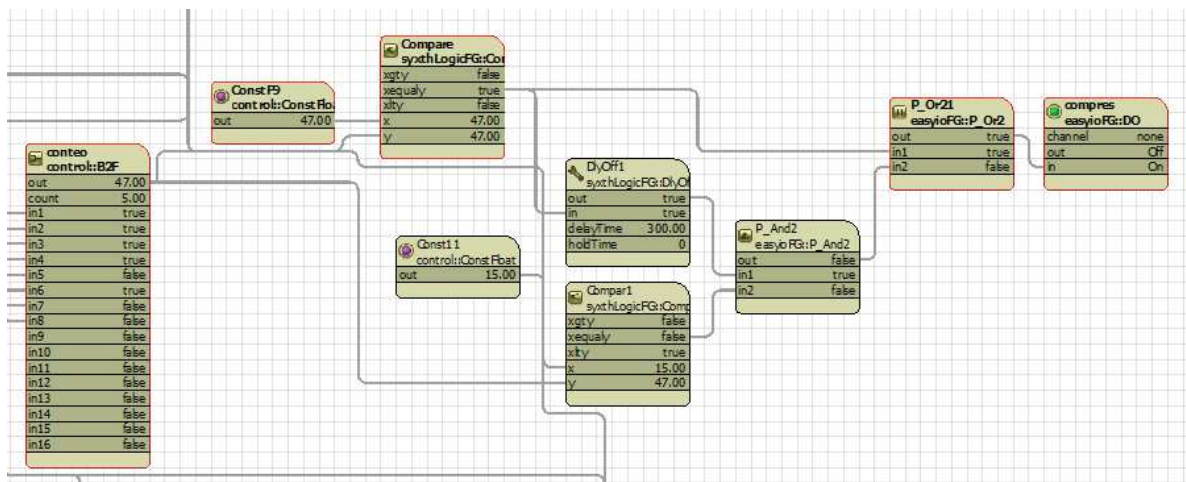 Compare
syxthLogicFG::Cor
xgty false
xequaly true
xlty false
x 47.00
y 47.00
ConstF9
control::ConstFloa
out 47.00
P_Or21
easyioFG::P_Or2
out true
in1 true
in2 false
compres
easyioFG::DO
channel none
out Off
in On
conteo
control::B2F
out 47.00
count 5.00
in1 true
in2 true
in3 true
in4 true
in5 false
in6 true
in7 false
in8 false
in9 false
in10 false
in11 false
in12 false
in13 false
in14 false
in15 false
in16 false
DlyOff1
syxthLogicFG::DlyOf
out true
in true
delayTime 300.00
holdTime 0
P_And2
easyioFG::P_And2
out false
in1 true
in2 false
Const11
control::ConstFloat
out 15.00
Compar1
syxthLogicFG::Comp
xgty false
xequaly false
xlty true
x 15.00
y 47.00